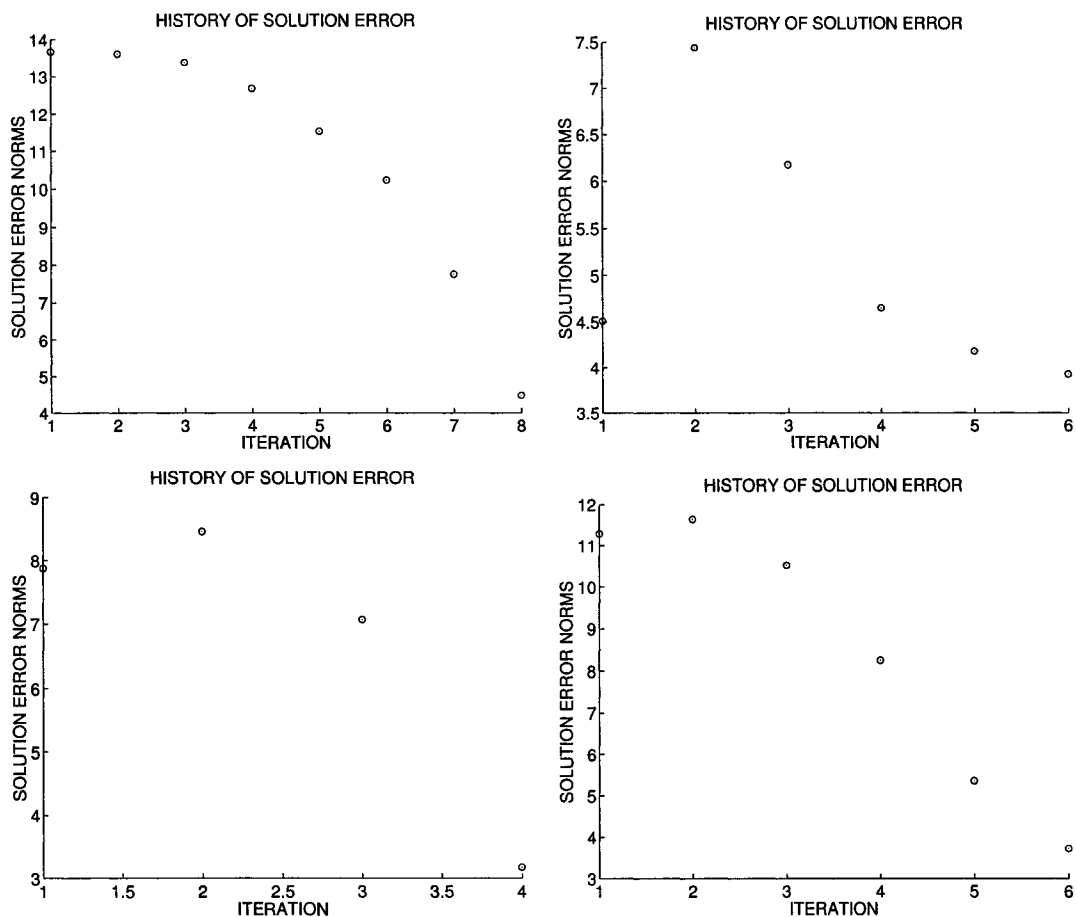 HISTORY OF SOLUTION ERROR
SOLUTION ERROR NORMS
14
13
12
11
10
9
8
7
6
5
4
1 2 3 4 5 6 7 8
ITERATION
HISTORY OF SOLUTION ERROR
SOLUTION ERROR NORMS
7.5
7
6.5
6
5.5
5
4.5
4
3.5
1 2 3 4 5 6
ITERATION
HISTORY OF SOLUTION ERROR
SOLUTION ERROR NORMS
9
8
7
6
5
4
3
1 1.5 2 2.5 3 3.5 4
ITERATION
HISTORY OF SOLUTION ERROR
SOLUTION ERROR NORMS
12
11
10
9
8
7
6
5
4
3
1 2 3 4 5 6
ITERATION